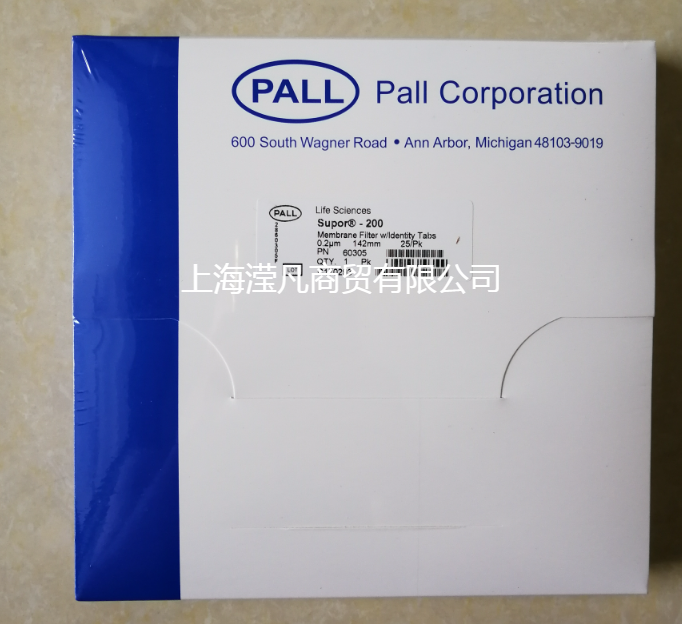 PALL
Pall Corporation
600 South Wagner Road • Ann Arbor, Michigan 48103-9019
PALL
Life Sciences
Supor® - 200
Membrane Filter w/Identity Tabs
0.2µm 142mm 25/Pk
PN 60305
QTY. 1 Pk
上海滢凡商贸有限公司